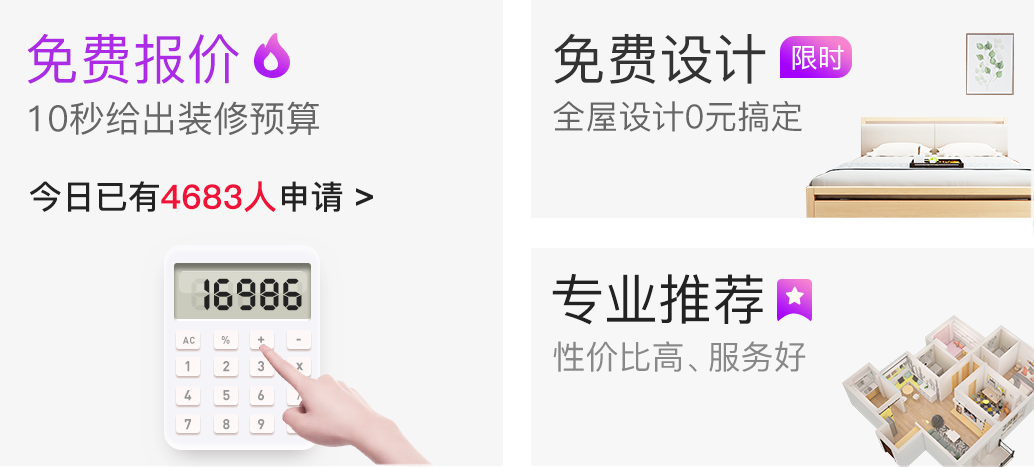 免费报价
10秒给出装修预算
今日已有4683人申请 >
16986
AC % + -
1 2 3 x
4 5 6
7 8 9
免费设计 限时
全屋设计0元搞定
专业推荐
性价比高、服务好